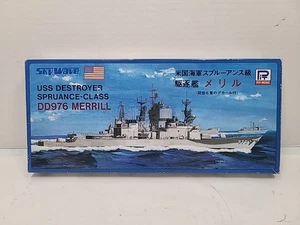 SKYWAVE
USS DESTROYER
SPRUANCE-CLASS
DD976 MERRILL
米国海軍スプルーアンス級
駆逐艦 メリル